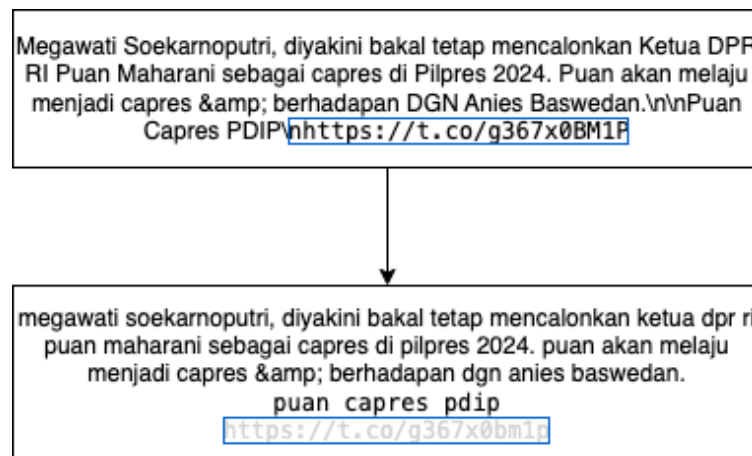 Megawati Soekarnoputri, diyakini bakal tetap mencalonkan Ketua DPR
RI Puan Maharani sebagai capres di Pilpres 2024. Puan akan melaju
menjadi capres &amp; berhadapan DGN Anies Baswedan.\n\nPuan
Capres PDIP\nhttps://t.co/g367x0BM1P
megawati soekarnoputri, diyakini bakal tetap mencalonkan ketua dpr ri
puan maharani sebagai capres di pilpres 2024. puan akan melaju
menjadi capres &amp; berhadapan dgn anies baswedan.
puan capres pdip
https://t.co/g367x0bm1p